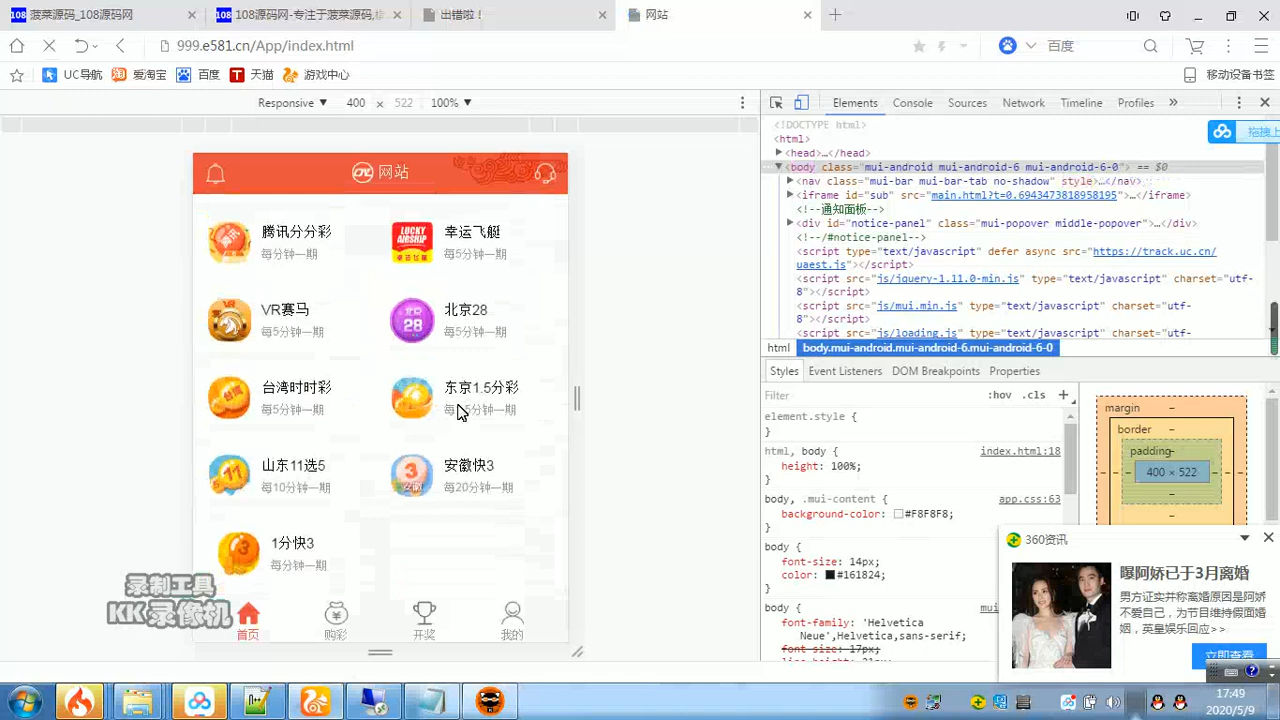 菠菜源码_108源码网
108源码网-专注于菠菜源码,
出错啦!
网站
999.e581.cn/App/index.html
百度
UC导航
爱淘宝
百度
天猫
游戏中心
移动设备书签
Responsive ▼ 400 × 522 100% ▼
Elements Console Sources Network Timeline Profiles »
网站
腾讯分分彩
每分钟一期
幸运飞艇
每5分钟一期
VR赛马
每5分钟一期
北京28
每5分钟一期
台湾时时彩
每5分钟一期
东京1.5分彩
山东11选5
每10分钟一期
安徽快3
每20分钟一期
1分快3
每1分钟一期
首页
购彩
开奖
我的
录制工具
KK录像机
<!DOCTYPE html>
<html>
<head>…</head>
<body class="mui-android mui-android-6 mui-android-6-0"> == $0
<nav class="mui-bar mui-bar-tab no-shadow" style>…</nav>
<iframe id="sub" src="main.html?t=0.6943473818958195">…</iframe>
<!--通知面板-->
<div id="notice-panel" class="mui-popover middle-popover">…</div>
<!--/#notice-panel-->
<script type="text/javascript" defer async src="https://track.uc.cn/
uaest.js"></script>
<script src="js/jquery-1.11.0-min.js" type="text/javascript" charset="utf-
8"></script>
<script src="js/mui.min.js" type="text/javascript" charset="utf-
8"></script>
<script src="js/loading.js" type="text/javascript" charset="utf-
html body.mui-android.mui-android-6.mui-android-6-0
Styles Event Listeners DOM Breakpoints Properties
Filter :hov .cls +
element.style {
}
html, body { index.html:18
height: 100%;
}
body, .mui-content { app.css:63
background-color: #F8F8F8;
}
body {
font-size: 14px;
color: #161824;
}
body { mui
font-family: 'Helvetica
Neue',Helvetica,sans-serif;
font-size: 17px;
line-height: 21px;
margin
border
padding
400 × 522
360资讯
曝阿娇已于3月离婚
男方证实并称离婚原因是阿娇
不爱自己,为节目维持假面婚
姻,英皇娱乐回应>>
立即查看
17:49
2020/5/9